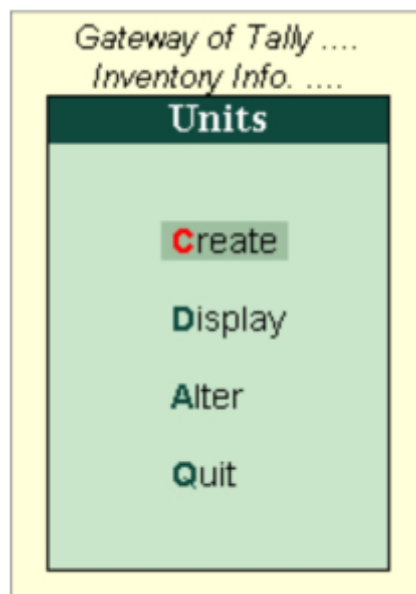 Gateway of Tally ....
Inventory Info. ....
Units
Create
Display
Alter
Quit